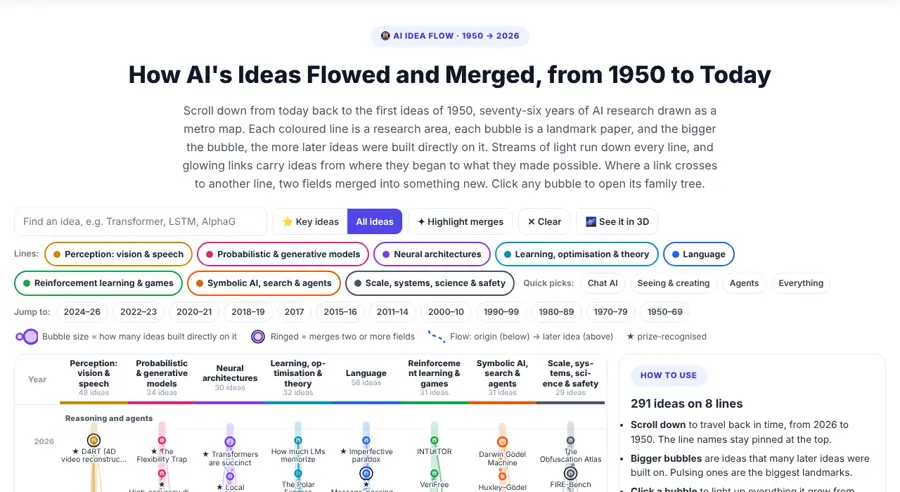 AI IDEA FLOW · 1950 → 2026
How AI's Ideas Flowed and Merged, from 1950 to Today
Scroll down from today back to the first ideas of 1950, seventy-six years of AI research drawn as a
metro map. Each coloured line is a research area, each bubble is a landmark paper, and the bigger
the bubble, the more later ideas were built directly on it. Streams of light run down every line, and
glowing links carry ideas from where they began to what they made possible. Where a link crosses
to another line, two fields merged into something new. Click any bubble to open its family tree.
Find an idea, e.g. Transformer, LSTM, AlphaG
⭐ Key ideas
All ideas
✦ Highlight merges
✕ Clear
🌌 See it in 3D
Lines:
Perception: vision & speech
Probabilistic & generative models
Neural architectures
Learning, optimisation & theory
Language
Reinforcement learning & games
Symbolic AI, search & agents
Scale, systems, science & safety
Quick picks:
Chat AI
Seeing & creating
Agents
Everything
Jump to:
2024–26
2022–23
2020–21
2018–19
2017
2015–16
2011–14
2000–10
1990–99
1980–89
1970–79
1950–69
Bubble size = how many ideas built directly on it
Ringed = merges two or more fields
Flow: origin (below) → later idea (above)
★ prize-recognised
Year
Perception:
vision &
speech
48 ideas
Probabilistic
& generative
models
34 ideas
Neural
architectures
30 ideas
Learning, op-
timisation &
theory
32 ideas
Language
56 ideas
Reinforceme
nt learning &
games
31 ideas
Symbolic AI,
search &
agents
31 ideas
Scale, sys-
tems, sci-
ence & safety
29 ideas
Reasoning and agents
2026
★ D4RT (4D
video reconstruc...
★ The
Flexibility Trap
★ Transformers
are succinct
How much LMs
memorize
★ Imperfective
paradox
INTUITOR
Darwin Gödel
Machine
The
Obfuscation Atlas
★ Local
The Polar
VeriFree
Huxley-Gödel
FIRE-Bench
HOW TO USE
291 ideas on 8 lines
• Scroll down to travel back in time, from 2026 to
1950. The line names stay pinned at the top.
• Bigger bubbles are ideas that many later ideas were
built on. Pulsing ones are the biggest landmarks.
• Click a bubble to light up everything it grew from